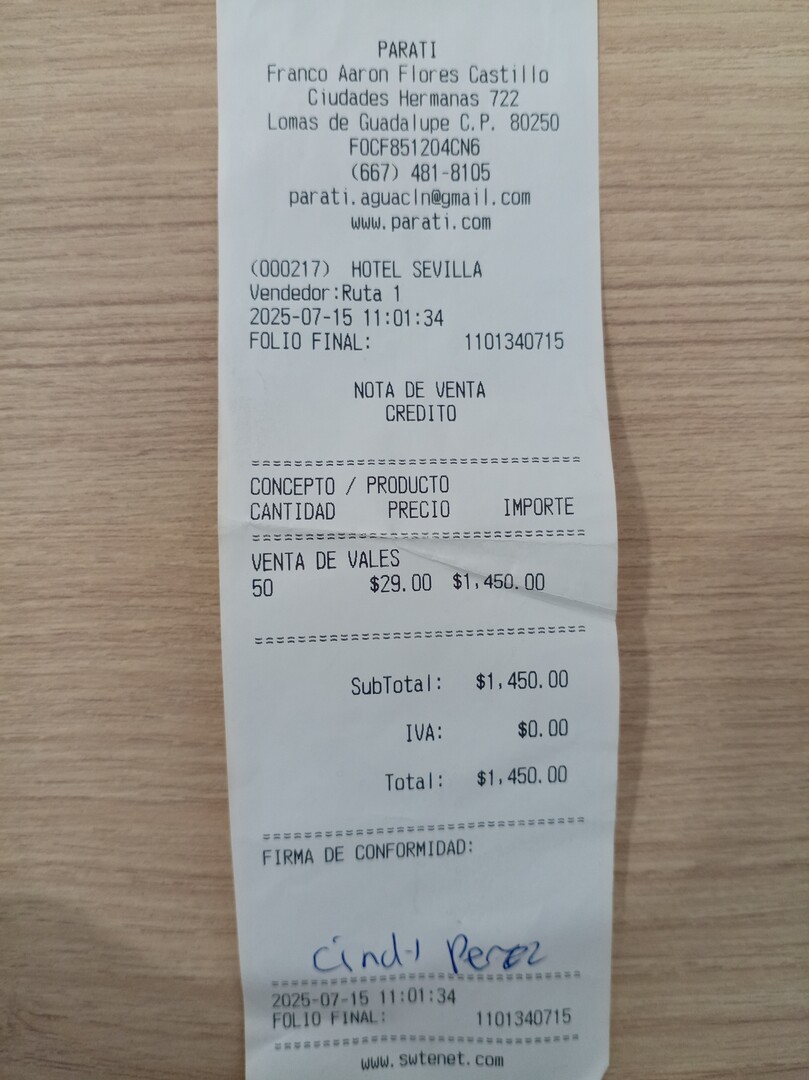 PARATI
Franco Aaron Flores Castillo
Ciudades Hermanas 722
Lomas de Guadalupe C.P. 80250
FOCF851204CN6
(667) 481-8105
parati.aguacln@gmail.com
www.parati.com
(000217) HOTEL SEVILLA
Vendedor:Ruta 1
2025-07-15 11:01:34
FOLIO FINAL: 1101340715
NOTA DE VENTA
CREDITO
==============================
CONCEPTO / PRODUCTO
CANTIDAD PRECIO IMPORTE
==============================
VENTA DE VALES
50 $29.00 $1,450.00
==============================
SubTotal: $1,450.00
IVA: $0.00
Total: $1,450.00
==============================
FIRMA DE CONFORMIDAD:
Perez
==============================
2025-07-15 11:01:34
FOLIO FINAL: 1101340715
==============================
www.swtenet.com